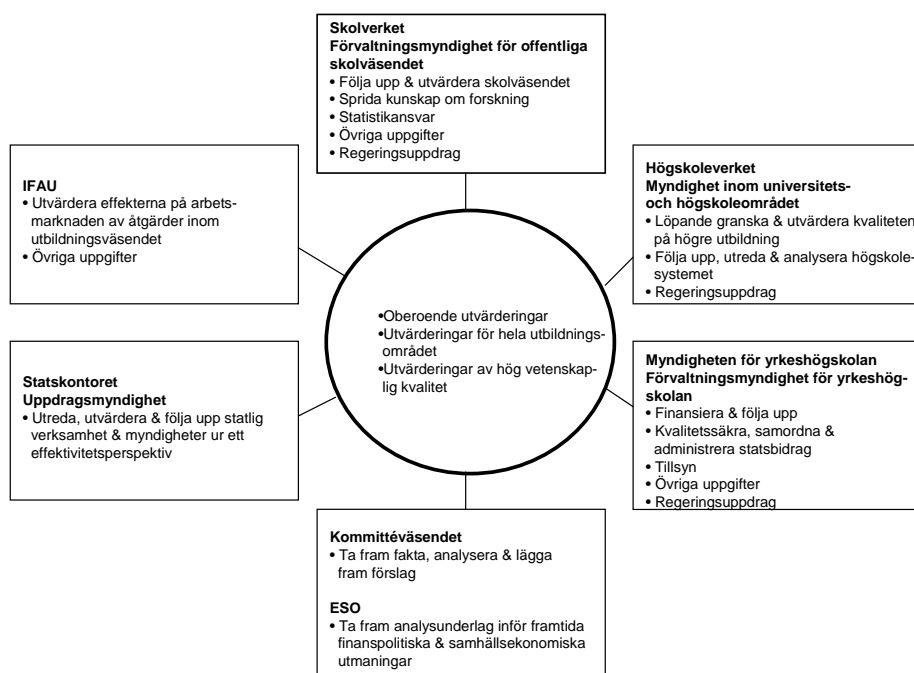 Skolverket
Förvaltningsmyndighet för offentliga
skolväsendet
• Följa upp & utvärdera skolväsendet
• Sprida kunskap om forskning
• Statistikansvar
• Övriga uppgifter
• Regeringsuppdrag
IFAU
• Utvärdera effekterna på arbets-
marknaden av åtgärder inom
utbildningsväsendet
• Övriga uppgifter
Högskoleverket
Myndighet inom universitets-
och högskoleområdet
• Löpande granska & utvärdera kvaliteten
på högre utbildning
• Följa upp, utreda & analysera högskole-
systemet
• Regeringsuppdrag
•Oberoende utvärderingar
•Utvärderingar för hela utbildnings-
området
•Utvärderingar av hög vetenskap-
lig kvalitet
Statskontoret
Uppdragsmyndighet
• Utreda, utvärdera & följa upp statlig
verksamhet & myndigheter ur ett
effektivitetsperspektiv
Myndigheten för yrkeshögskolan
Förvaltningsmyndighet för yrkeshög-
skolan
• Finansiera & följa upp
• Kvalitetssäkra, samordna &
administrera statsbidrag
• Tillsyn
• Övriga uppgifter
• Regeringsuppdrag
Kommittéväsendet
• Ta fram fakta, analysera & lägga
fram förslag
ESO
• Ta fram analysunderlag inför framtida
finanspolitiska & samhällsekonomiska
utmaningar